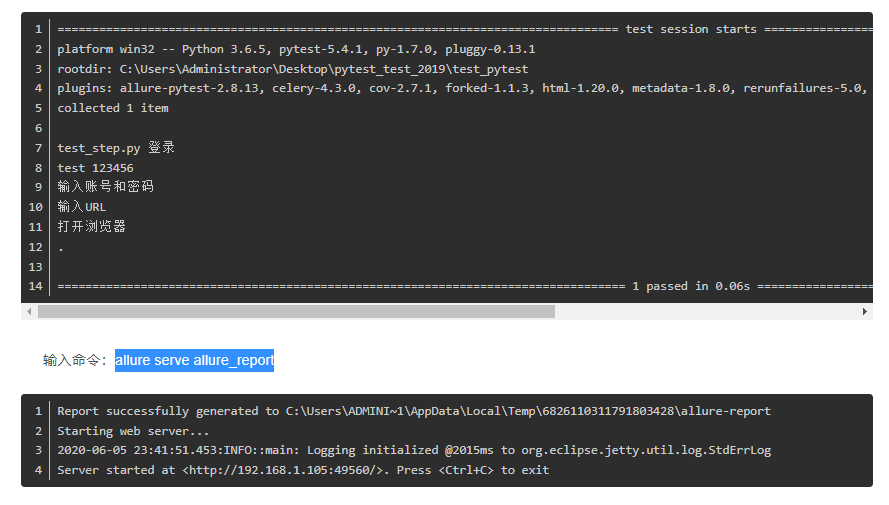 1 ================================================================================= test session starts =================
2 platform win32 -- Python 3.6.5, pytest-5.4.1, py-1.7.0, pluggy-0.13.1
3 rootdir: C:\Users\Administrator\Desktop\pytest_test_2019\test_pytest
4 plugins: allure-pytest-2.8.13, celery-4.3.0, cov-2.7.1, forked-1.1.3, html-1.20.0, metadata-1.8.0, rerunfailures-5.0,
5 collected 1 item
6
7 test_step.py 登录
8 test 123456
9 输入账号和密码
10 输入URL
11 打开浏览器
12 .
13
14 ================================================================================== 1 passed in 0.06s =================
输入命令：allure serve allure_report
1 Report successfully generated to C:\Users\ADMINI~1\AppData\Local\Temp\6826110311791803428\allure-report
2 Starting web server...
3 2020-06-05 23:41:51.453:INFO::main: Logging initialized @2015ms to org.eclipse.jetty.util.log.StdErrLog
4 Server started at <http://192.168.1.105:49560/>. Press <Ctrl+C> to exit